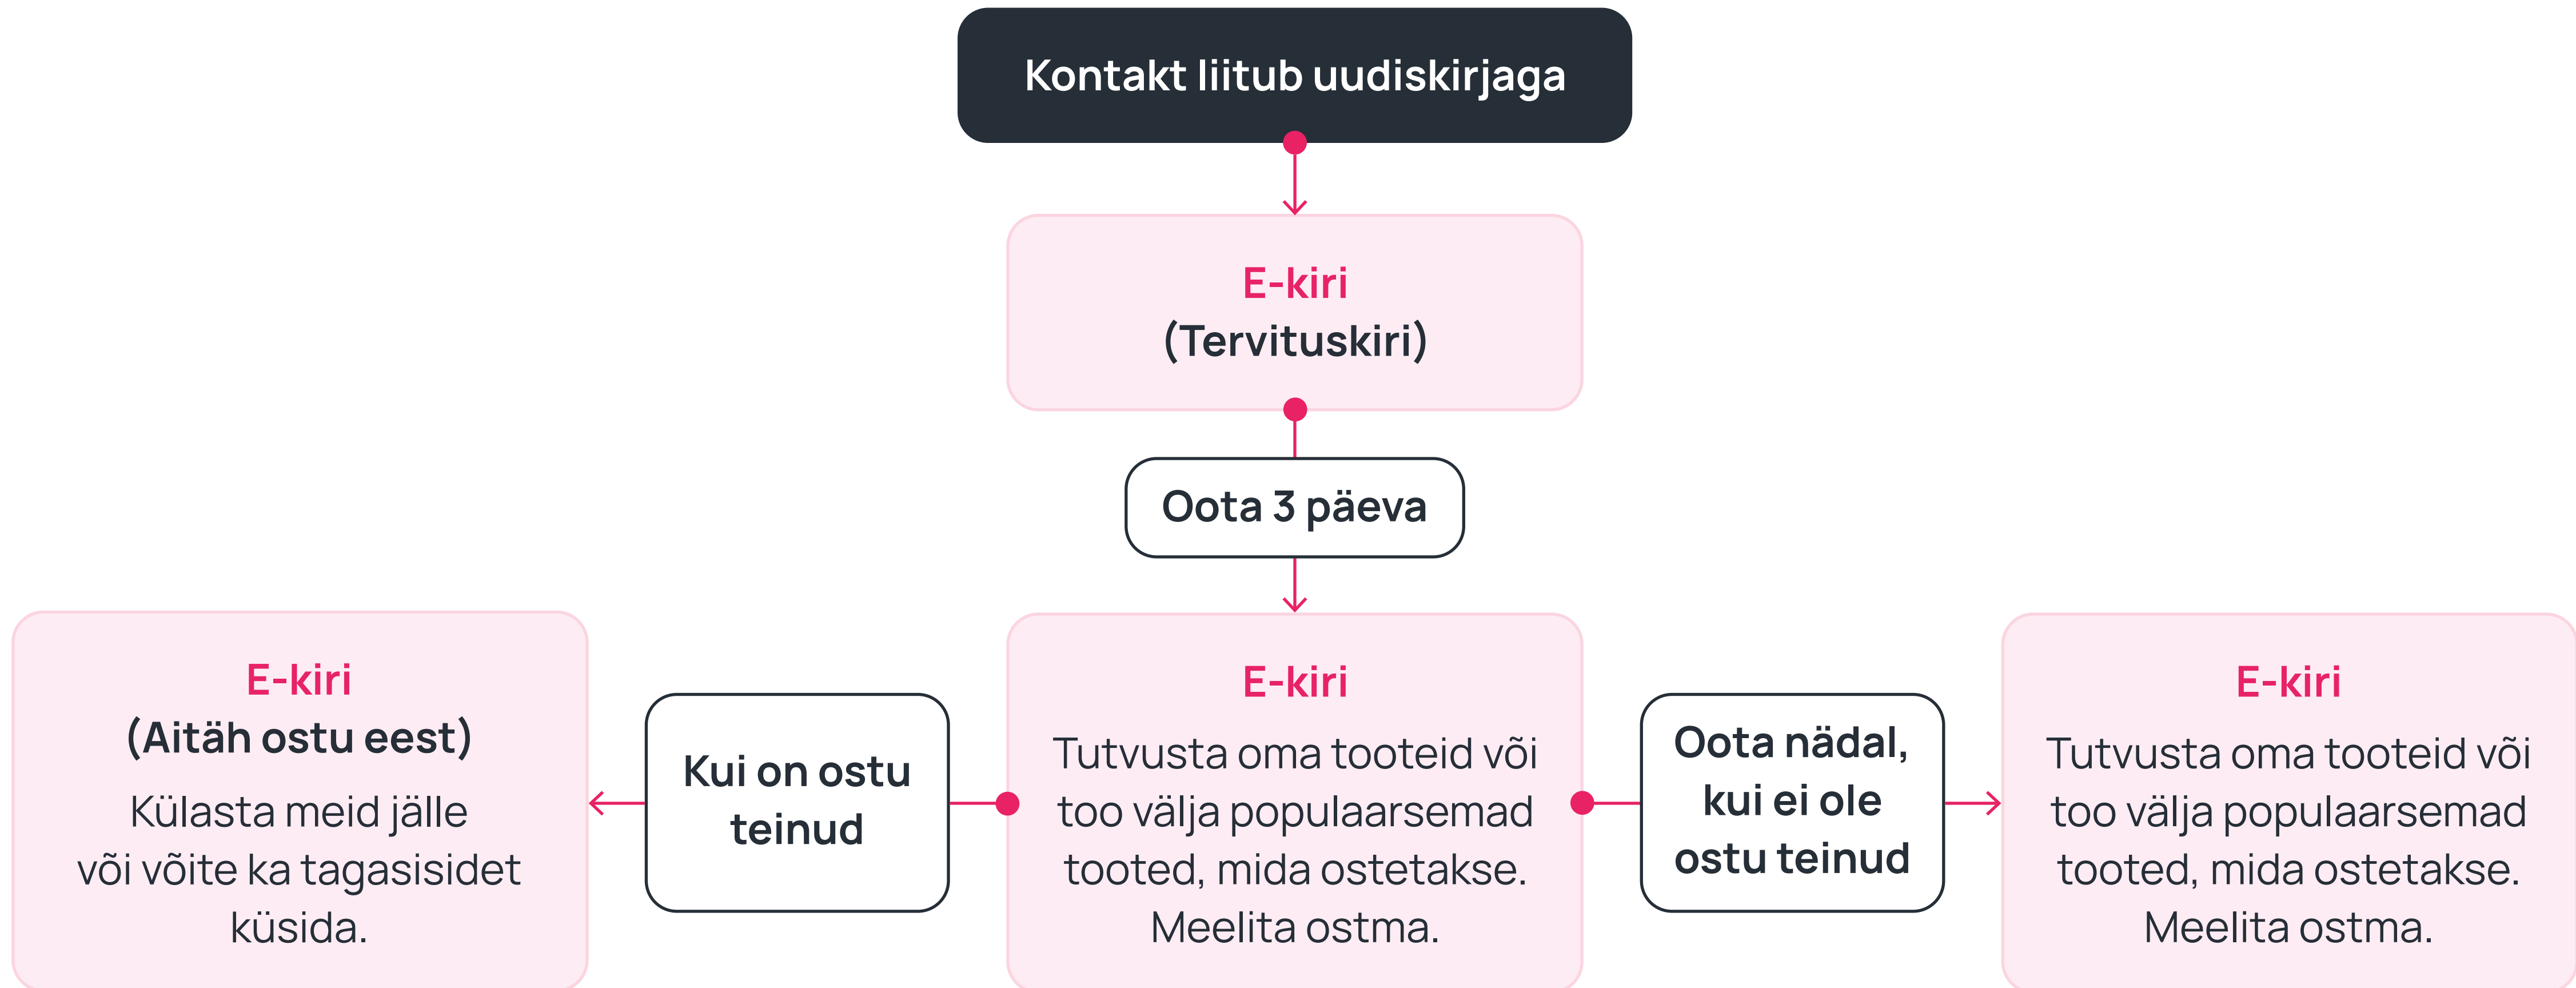 Kontakt liitub uudiskirjaga
E-kiri
(Tervituskiri)
Oota 3 päeva
E-kiri
(Aitäh ostu eest)
Külasta meid jälle
või võite ka tagasisidet
küsida.
Kui on ostu
teinud
E-kiri
Tutvusta oma tooteid või
too välja populaarsemad
tooted, mida ostetakse.
Meelita ostma.
Oota nädal,
kui ei ole
ostu teinud
E-kiri
Tutvusta oma tooteid või
too välja populaarsemad
tooted, mida ostetakse.
Meelita ostma.